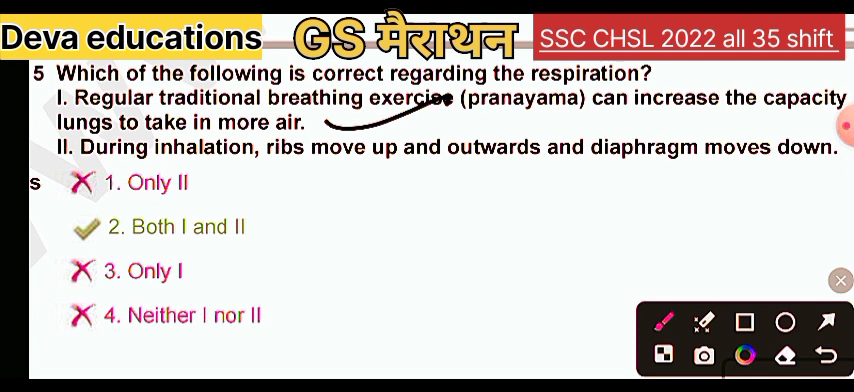 Deva educations GS मैराथन SSC CHSL 2022 all 35 shift
5 Which of the following is correct regarding the respiration?
I. Regular traditional breathing exercise (pranayama) can increase the capacity
lungs to take in more air.
II. During inhalation, ribs move up and outwards and diaphragm moves down.
s 1. Only II
2. Both I and II
3. Only I
4. Neither I nor II